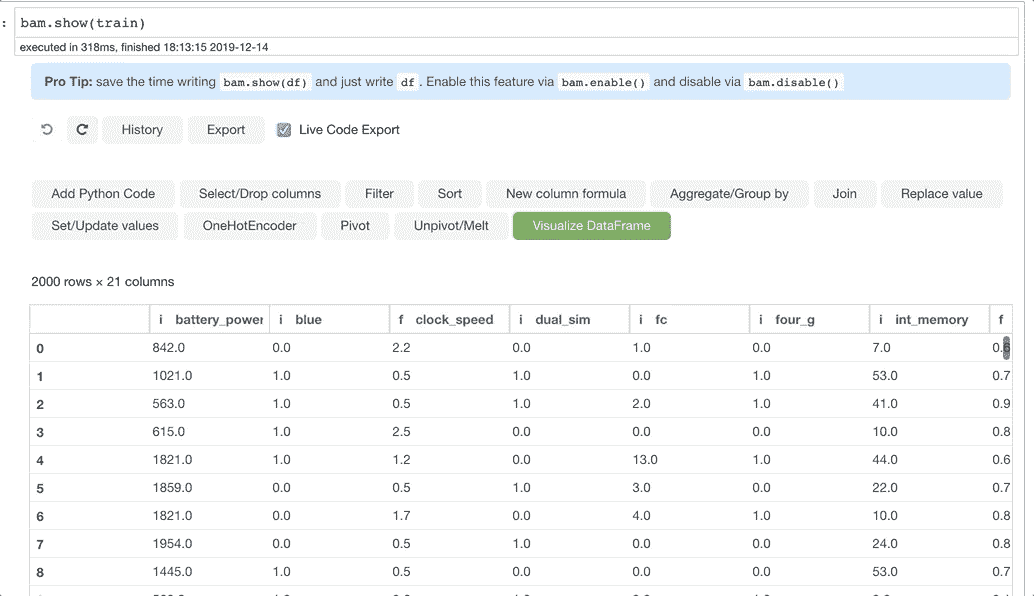 : bam.show(train)
executed in 318ms, finished 18:13:15 2019-12-14
Pro Tip: save the time writing bam.show(df) and just write df . Enable this feature via bam.enable() and disable via bam.disable()
History Export Live Code Export
Add Python Code Select/Drop columns Filter Sort New column formula Aggregate/Group by Join Replace value
Set/Update values OneHotEncoder Pivot Unpivot/Melt Visualize DataFrame
2000 rows × 21 columns
i battery_power i blue f clock_speed i dual_sim i fc i four_g i int_memory f
0 842.0 0.0 2.2 0.0 1.0 0.0 7.0 0.6
1 1021.0 1.0 0.5 1.0 0.0 1.0 53.0 0.7
2 563.0 1.0 0.5 1.0 2.0 1.0 41.0 0.9
3 615.0 1.0 2.5 0.0 0.0 0.0 10.0 0.8
4 1821.0 1.0 1.2 0.0 13.0 1.0 44.0 0.6
5 1859.0 0.0 0.5 1.0 3.0 0.0 22.0 0.7
6 1821.0 0.0 1.7 0.0 4.0 1.0 10.0 0.8
7 1954.0 0.0 0.5 1.0 0.0 0.0 24.0 0.8
8 1445.0 1.0 0.5 0.0 0.0 0.0 53.0 0.7